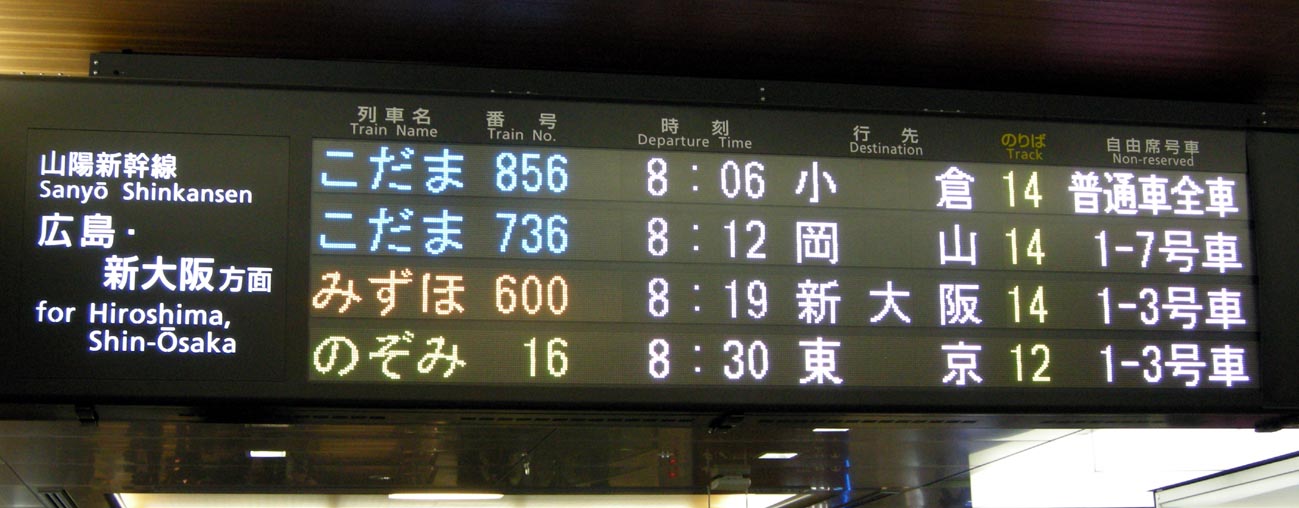 山陽新幹線
Sanyō Shinkansen
広島・
新大阪方面
for Hiroshima,
Shin-Ōsaka
列車名 番号 時刻 行先 のりば 自由席号車
Train Name Train No. Departure Time Destination Track Non-reserved
こだま 856 8:06 小倉 14 普通車全車
こだま 736 8:12 岡山 14 1-7号車
みずほ 600 8:19 新大阪 14 1-3号車
のぞみ 16 8:30 東京 12 1-3号車